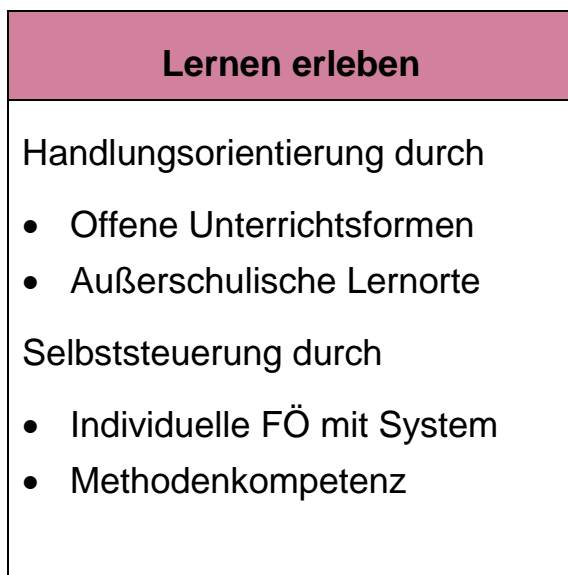 Lernen erleben
Handlungsorientierung durch
• Offene Unterrichtsformen
• Außerschulische Lernorte
Selbststeuerung durch
• Individuelle FÖ mit System
• Methodenkompetenz